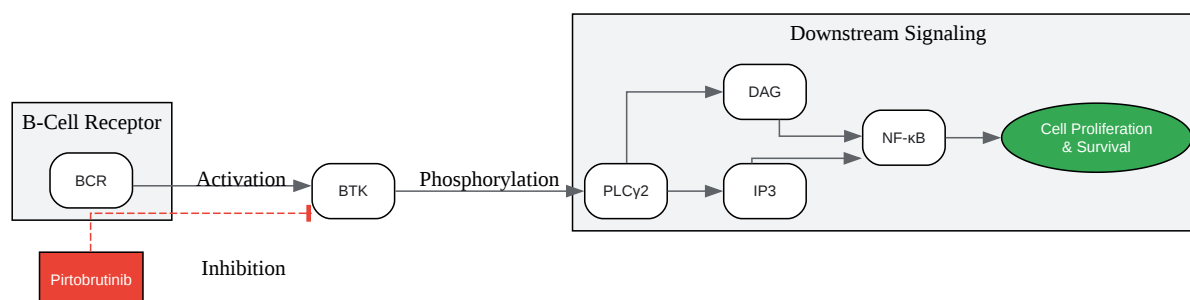 Downstream Signaling
DAG
B-Cell Receptor
Cell Proliferation
& Survival
NF-κB
BCR
Activation
BTK
Phosphorylation
PLCγ2
IP3
Pirtobrutinib
Inhibition